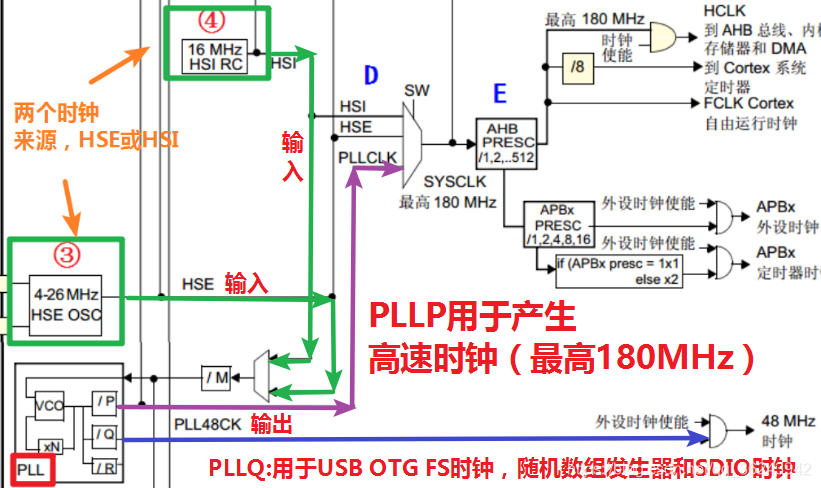 ④
16 MHz
HSI RC
HSI
两个时钟
来源，HSE或HSI
输
入
D
SW
HSI
HSE
PLLCLK
SYSCLK
最高 180 MHz
E
AHB
PRESC
/1,2,..512
最高 180 MHz
时钟
使能
/8
HCLK
到 AHB 总线、内核
存储器和 DMA
到 Cortex 系统
定时器
FCLK Cortex
自由运行时钟
APBx
PRESC
/1,2,4,8,16
外设时钟使能
APBx
外设时钟
外设时钟使能
if (APBx presc = 1x1
else x2
APBx
定时器时
③
4-26 MHz
HSE OSC
HSE
输入
PLLP用于产生
高速时钟（最高180MHz）
/ M
VCO
xN
/ P
/ Q
/ R
PLL
PLL48CK
输出
外设时钟使能
48 MHz
时钟
PLLQ:用于USB OTG FS时钟，随机数组发生器和SDIO时钟